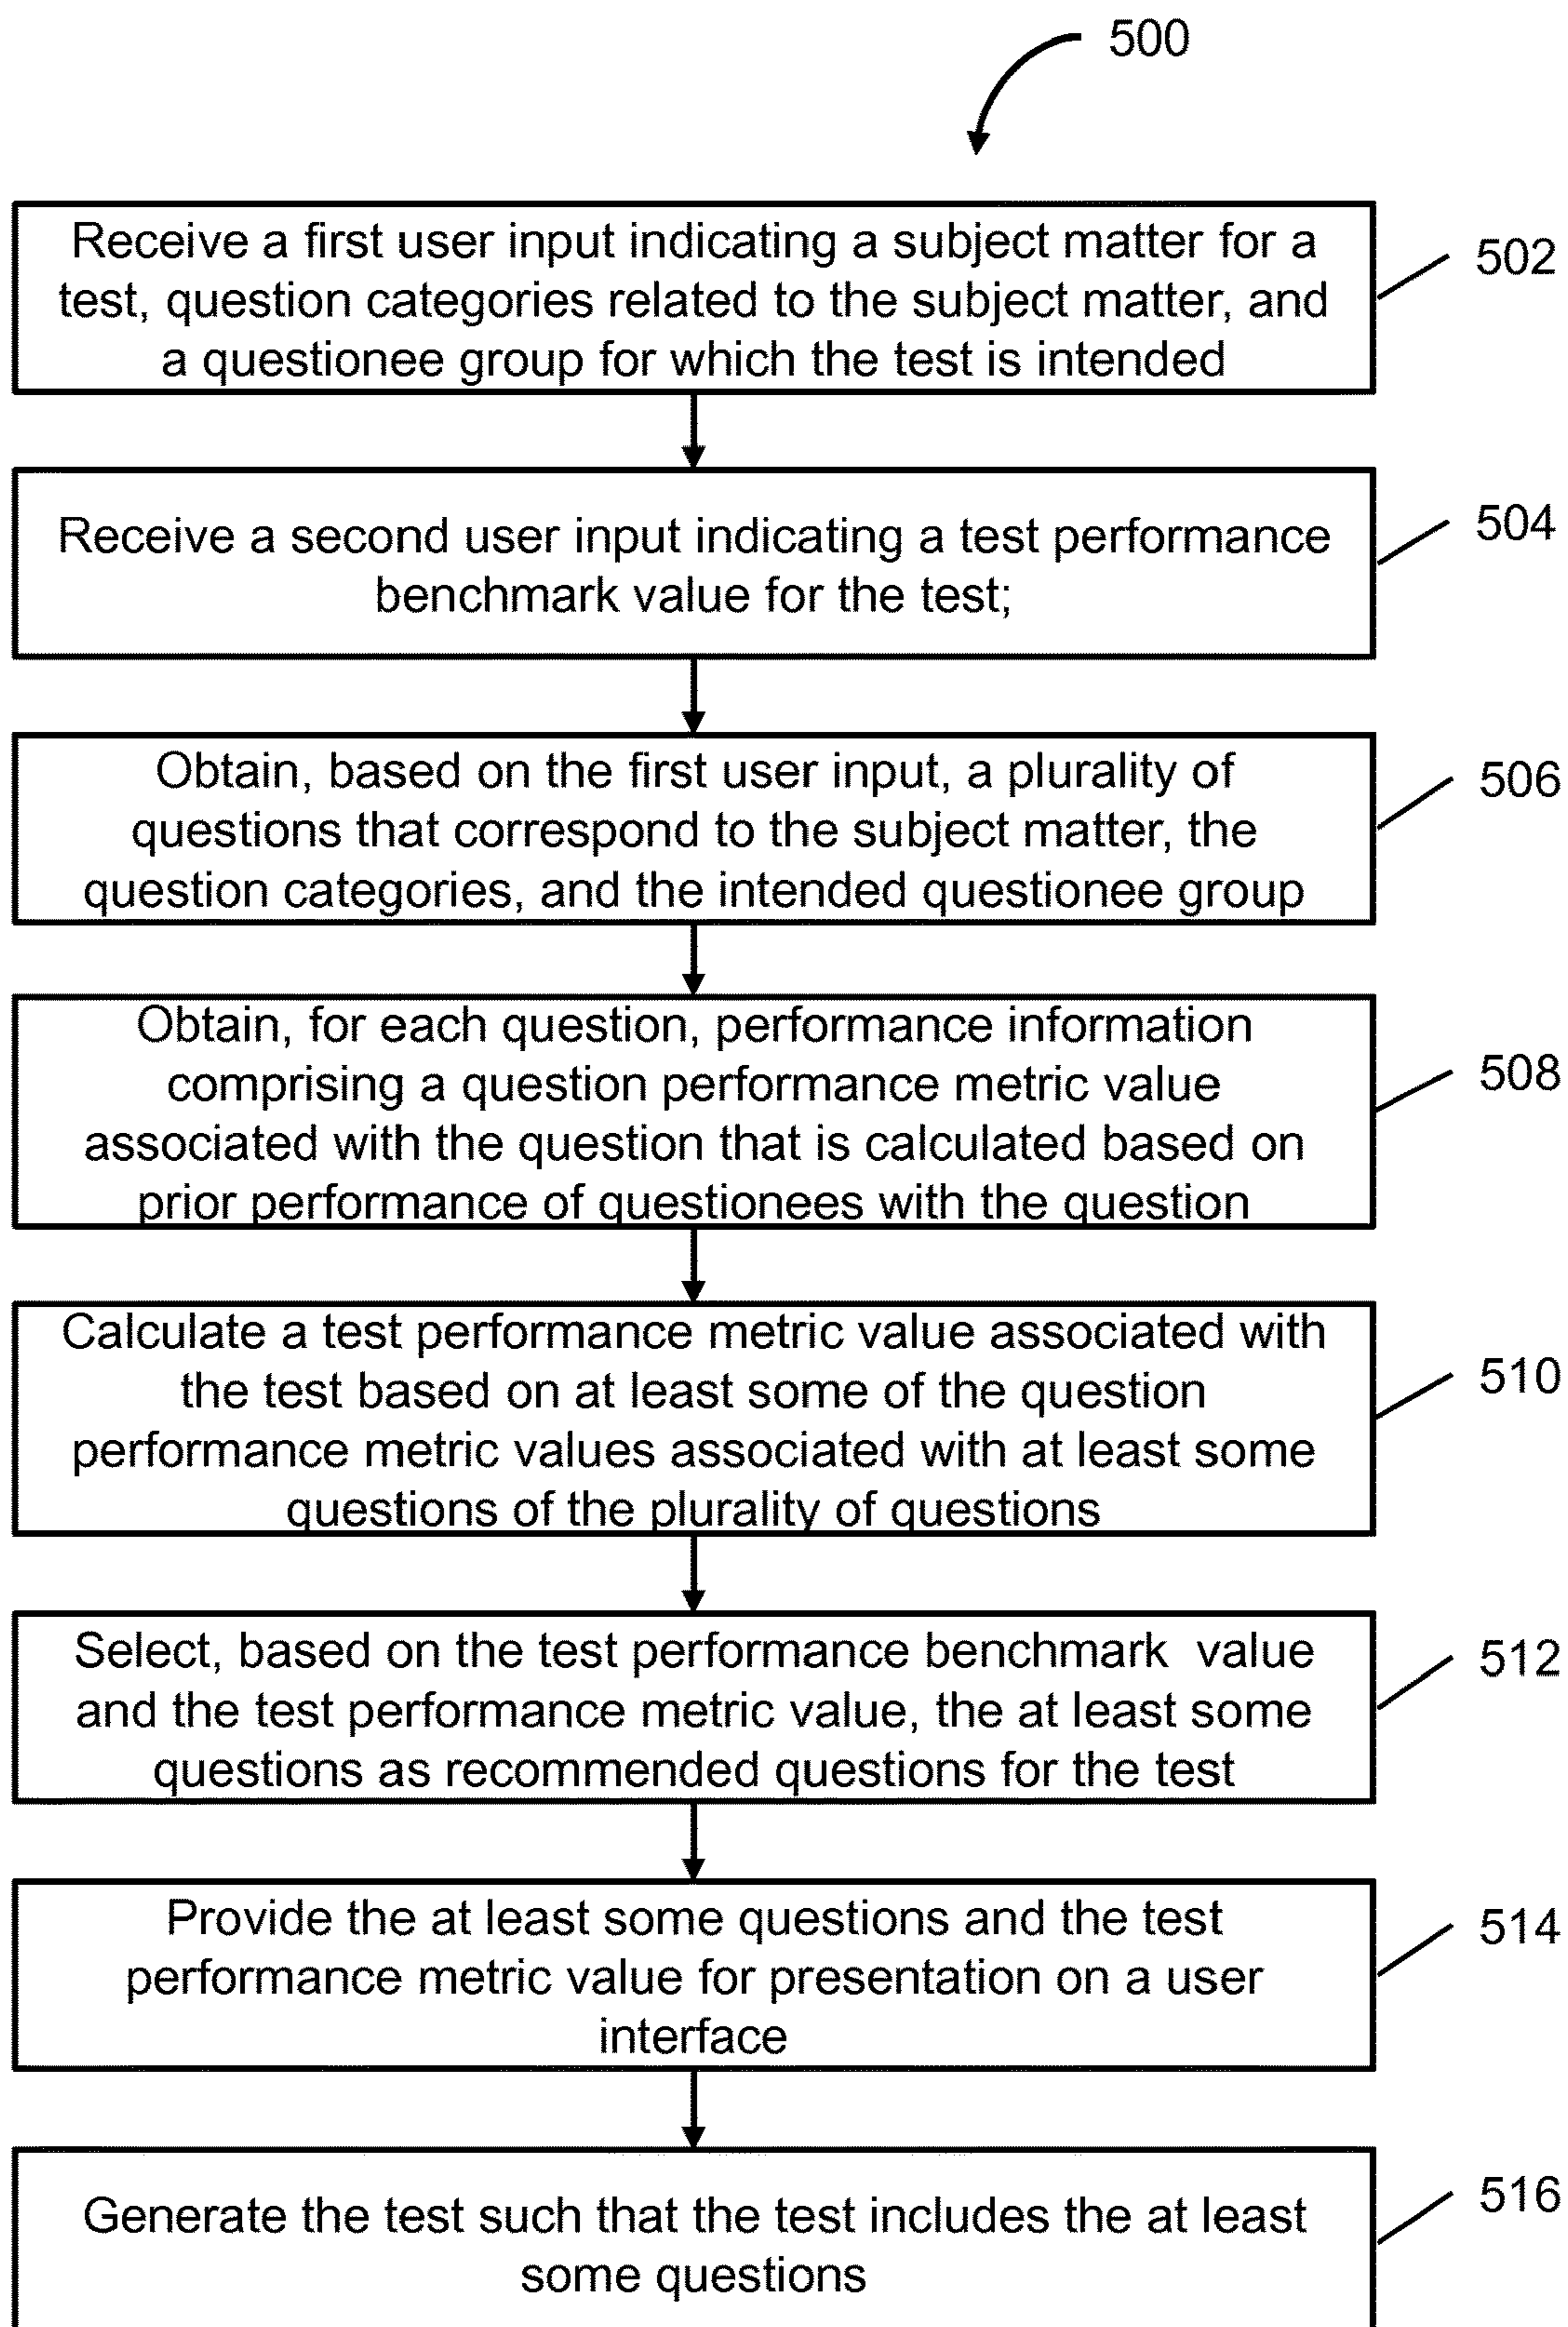 500
Receive a first user input indicating a subject matter for a
test, question categories related to the subject matter, and
a questionee group for which the test is intended
502
Receive a second user input indicating a test performance
benchmark value for the test;
504
Obtain, based on the first user input, a plurality of
questions that correspond to the subject matter, the
question categories, and the intended questionee group
506
Obtain, for each question, performance information
comprising a question performance metric value
associated with the question that is calculated based on
prior performance of questionees with the question
508
Calculate a test performance metric value associated with
the test based on at least some of the question
performance metric values associated with at least some
questions of the plurality of questions
510
Select, based on the test performance benchmark value
and the test performance metric value, the at least some
questions as recommended questions for the test
512
Provide the at least some questions and the test
performance metric value for presentation on a user
interface
514
Generate the test such that the test includes the at least
some questions
516